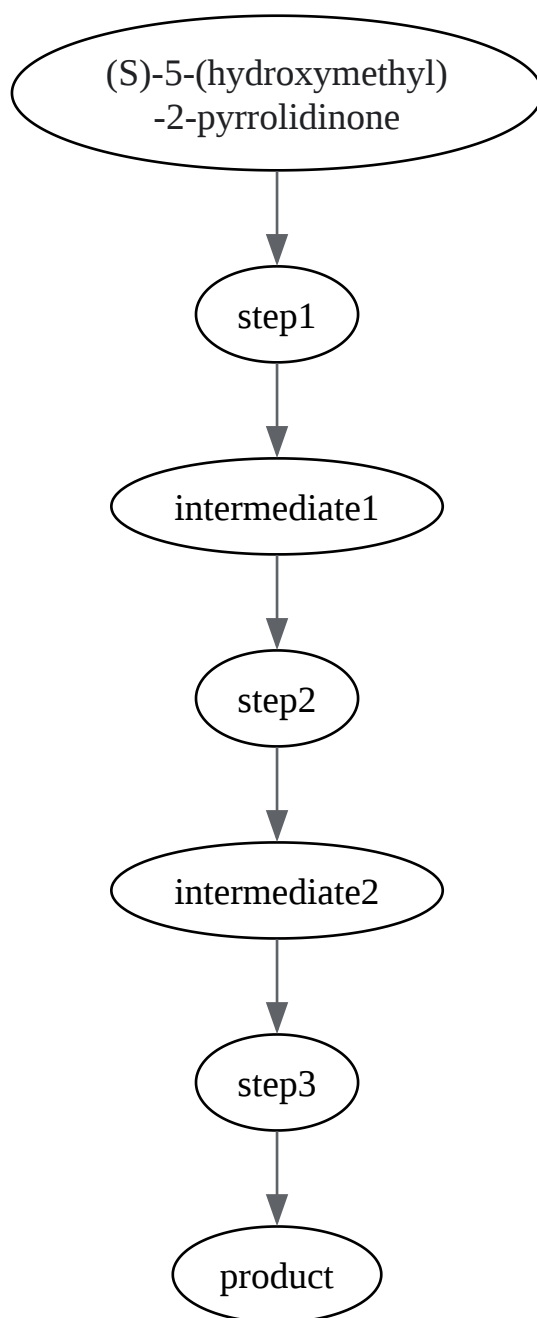 (S)-5-(hydroxymethyl)
-2-pyrrolidinone
step1
intermediate1
step2
intermediate2
step3
product